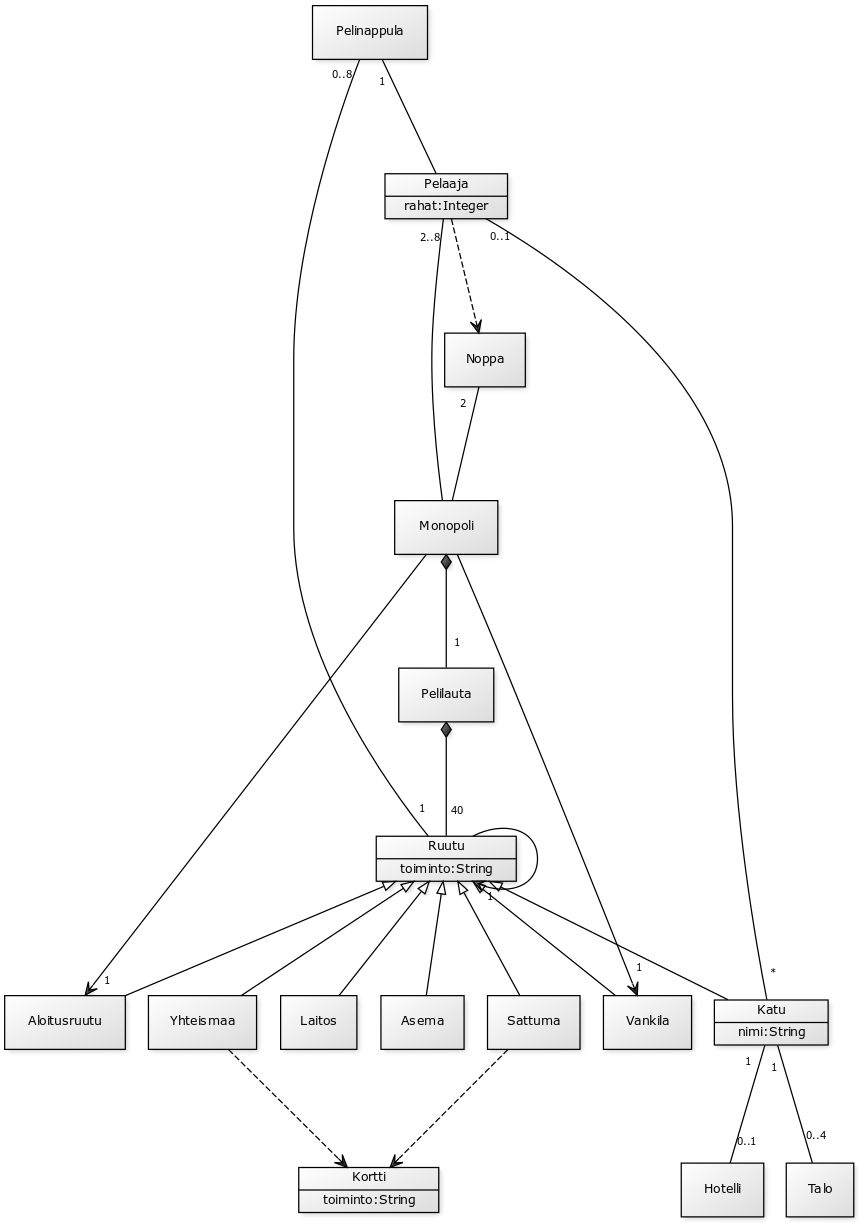 Pelinappula
0..8
1
Pelaaja
rahat:Integer
2..8
0..1
Noppa
2
Monopoli
1
Pelilauta
1
40
Ruutu
toiminto:String
1
1
1
*
Aloitusruutu
Yhteismaa
Laitos
Asema
Sattuma
Vankila
Katu
nimi:String
1
1
0..1
0..4
Kortti
toiminto:String
Hotelli
Talo